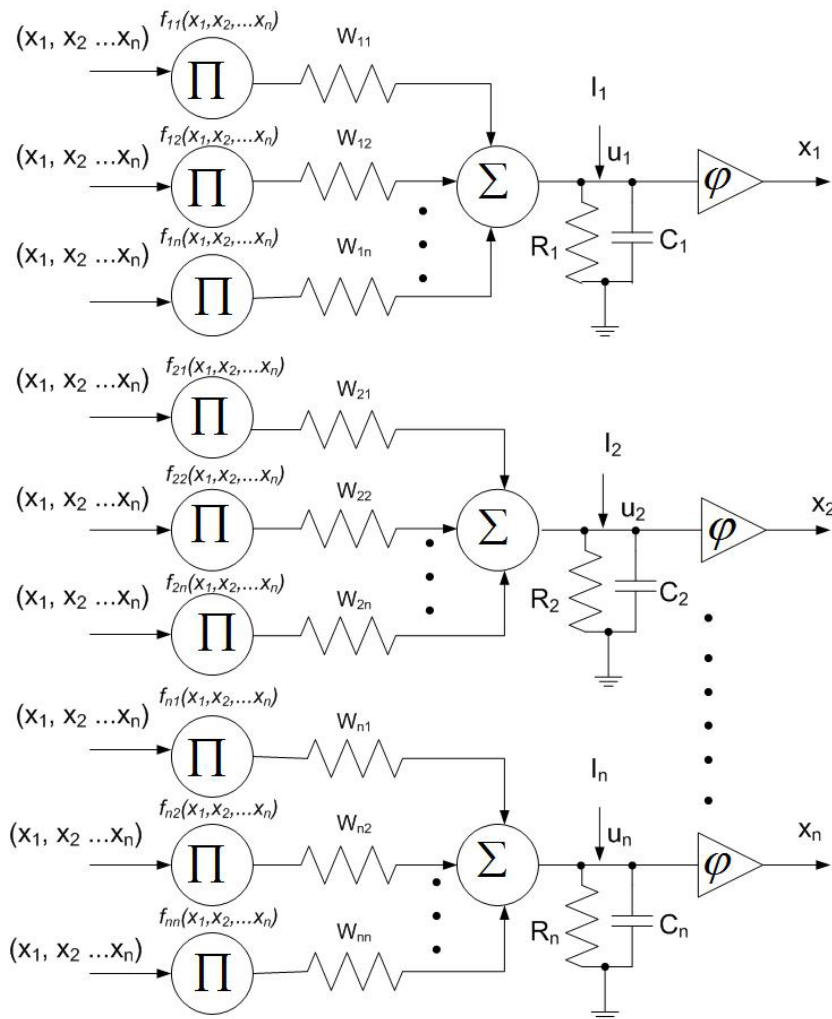 f₁₁(x₁,x₂,...xₙ)
(x₁, x₂ ...xₙ)
∏
W₁₁
I₁
f₁₂(x₁,x₂,...xₙ)
(x₁, x₂ ...xₙ)
∏
W₁₂
Σ
u₁
φ
x₁
f₁ₙ(x₁,x₂,...xₙ)
(x₁, x₂ ...xₙ)
∏
W₁ₙ
R₁
C₁
f₂₁(x₁,x₂,...xₙ)
(x₁, x₂ ...xₙ)
∏
W₂₁
I₂
f₂₂(x₁,x₂,...xₙ)
(x₁, x₂ ...xₙ)
∏
W₂₂
Σ
u₂
φ
x₂
f₂ₙ(x₁,x₂,...xₙ)
(x₁, x₂ ...xₙ)
∏
W₂ₙ
R₂
C₂
fₙ₁(x₁,x₂,...xₙ)
(x₁, x₂ ...xₙ)
∏
Wₙ₁
Iₙ
fₙ₂(x₁,x₂,...xₙ)
(x₁, x₂ ...xₙ)
∏
Wₙ₂
Σ
uₙ
φ
xₙ
fₙₙ(x₁,x₂,...xₙ)
(x₁, x₂ ...xₙ)
∏
Wₙₙ
Rₙ
Cₙ